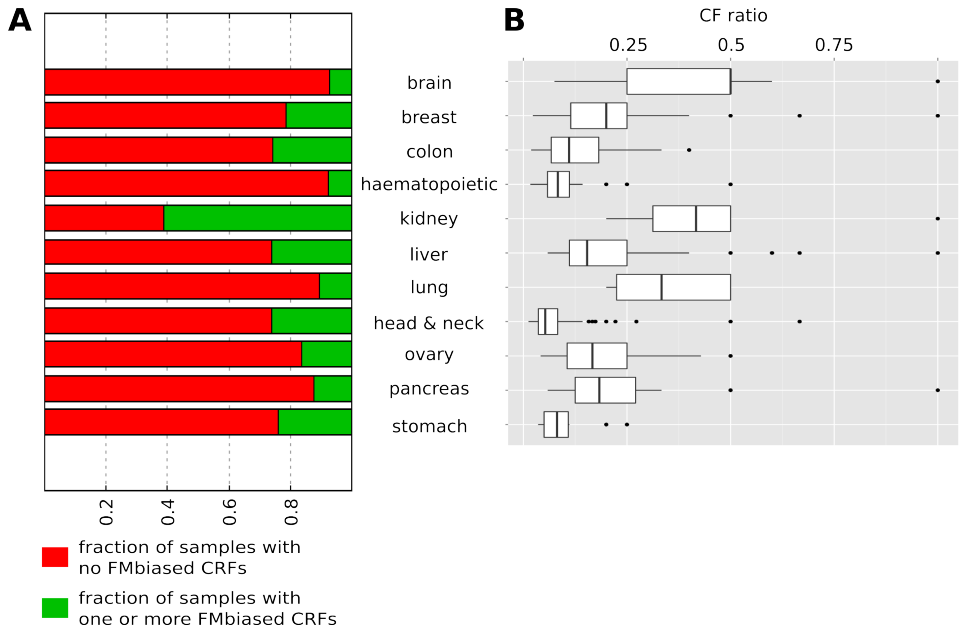 A
B
CF ratio
0.25 0.5 0.75
brain
breast
colon
haematopoietic
kidney
liver
lung
head & neck
ovary
pancreas
stomach
0.2 0.4 0.6 0.8
fraction of samples with
no FMbiased CRFs
fraction of samples with
one or more FMbiased CRFs